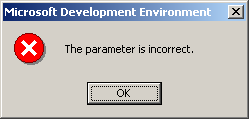 Microsoft Development Environment
The parameter is incorrect.
OK